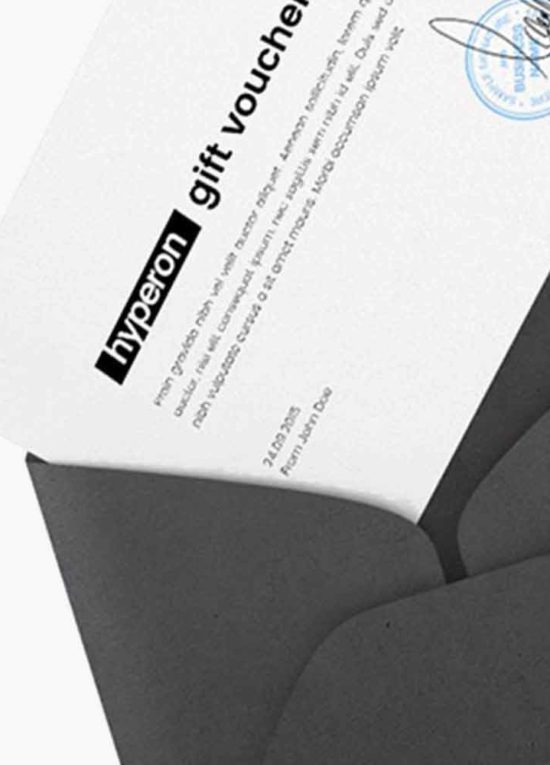 hyperon gift voucher
Proin gravida nibh vel velit auctor aliquet. Aenean sollicitudin, lorem
auctor, nisi elit consequat ipsum, nec sagittis sem nibh id elit. Duis sed
nibh vulputate cursus a sit amet mauris. Morbi accumsan ipsum velit.
24.09.2015
From John Doe
SAMPLE
BUSINESS